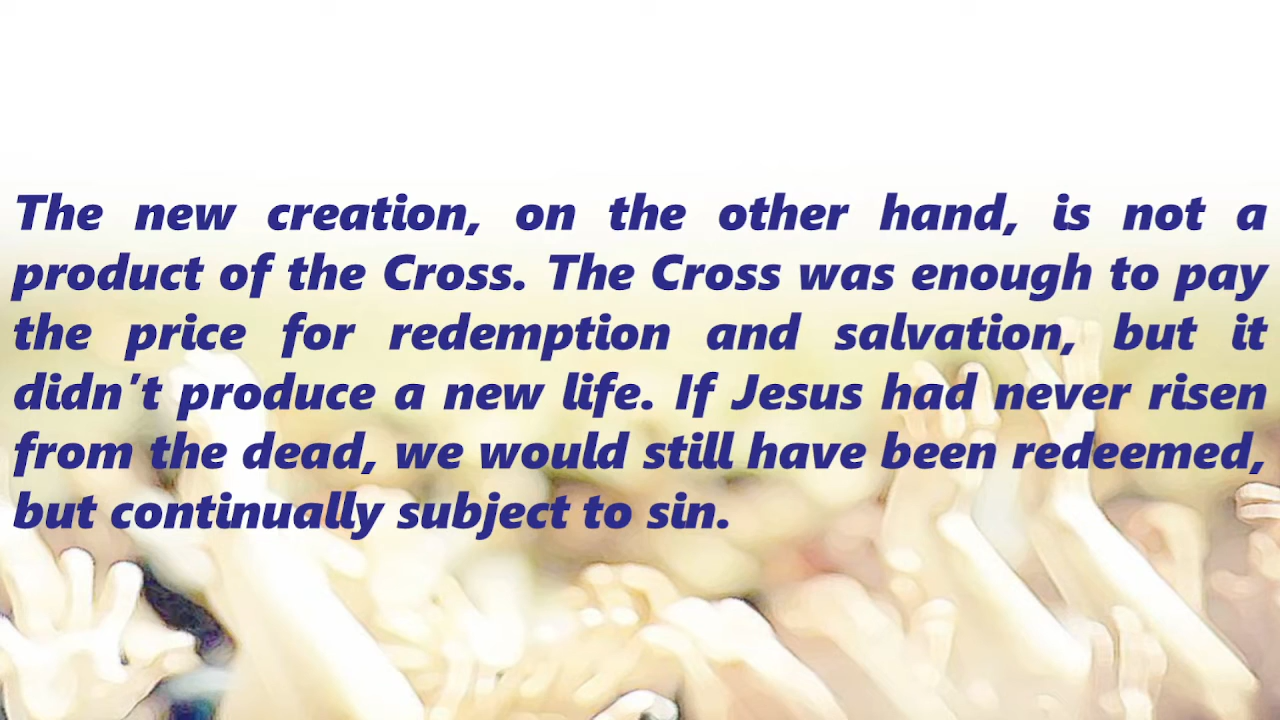 The new creation, on the other hand, is not a
product of the Cross. The Cross was enough to pay
the price for redemption and salvation, but it
didn't produce a new life. If Jesus had never risen
from the dead, we would still have been redeemed,
but continually subject to sin.